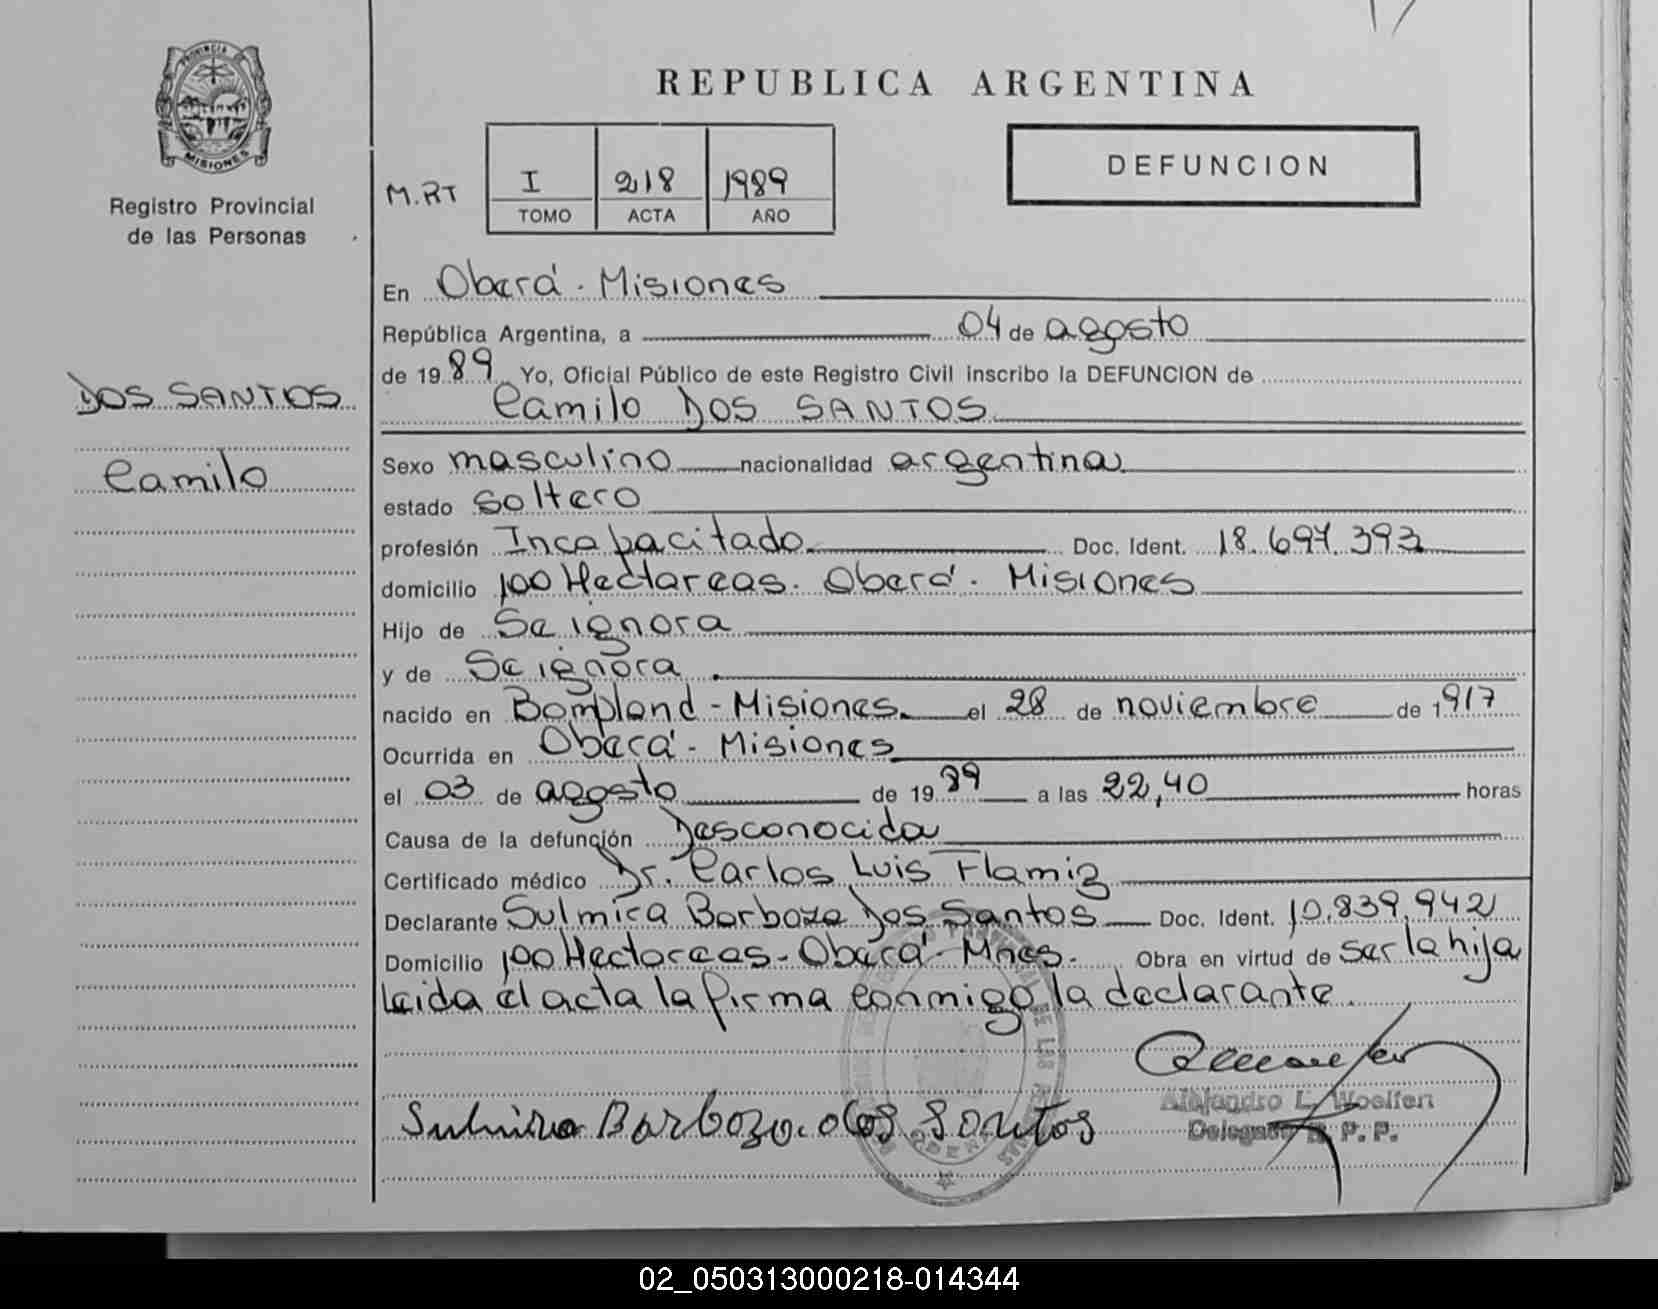 PROVINCIA
MISIONES
Registro Provincial
de las Personas
REPUBLICA ARGENTINA
DEFUNCION
M.RT
I 218 1989
TOMO ACTA AÑO
En Oberá - Misiones
República Argentina, a 04 de agosto
de 1989 Yo, Oficial Público de este Registro Civil inscribo la DEFUNCION de
Camilo DOS SANTOS
DOS SANTOS
Camilo
Sexo masculino nacionalidad argentina
estado soltero
profesión Incapacitado Doc. Ident. 18.697.393
domicilio 100 Hectareas. Oberá. Misiones
Hijo de Se ignora
y de Se ignora
nacido en Bompland - Misiones el 28 de noviembre de 1917
Ocurrida en Oberá - Misiones
el 03 de agosto de 1989 a las 22,40 horas
Causa de la defunción Desconocida
Certificado médico Dr. Carlos Luis Flamiz
Declarante Sulmira Barboza Dos Santos Doc. Ident. 10.839.942
Domicilio 100 Hectareas - Oberá - Mnes. Obra en virtud de ser la hija
Leida el acta la firma conmigo la declarante.
Sulmira Barbozo dos Santos
Alejandro L. Woelfert
Delegado R. P. P.
02_050313000218-014344